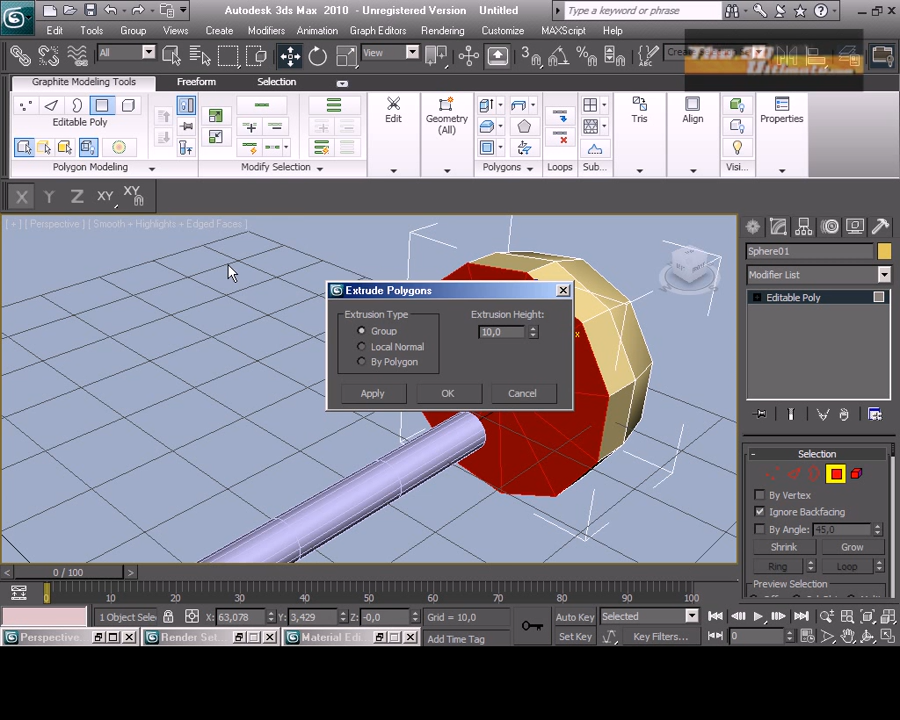 Autodesk 3ds Max 2010 - Unregistered Version Untitled
Type a keyword or phrase
Edit Tools Group Views Create Modifiers Animation Graph Editors Rendering Customize MAXScript Help
All View
Graphite Modeling Tools Freeform Selection
Editable Poly
Edit Geometry (All) Tris Align Properties
Polygon Modeling Modify Selection Polygons Loops Sub... Visi...
X Y Z XY XY
[ + ] [ Perspective ] [ Smooth + Highlights + Edged Faces ]
Sphere01
Modifier List
Extrude Polygons
Extrusion Type Extrusion Height:
Group 10,0
Local Normal
By Polygon
Apply OK Cancel
Editable Poly
- Selection
By Vertex
Ignore Backfacing
By Angle: 45,0
Shrink Grow
Ring Loop
Preview Selection
< 0 / 100 >
0 10 20 30 40 50 60 70 80 90 100
1 Object Sele X: 63,078 Y: 3,429 Z: -0,0 Grid = 10,0 Auto Key Selected
Perspective... Render Set... Material Edi... Add Time Tag Set Key Key Filters... 0